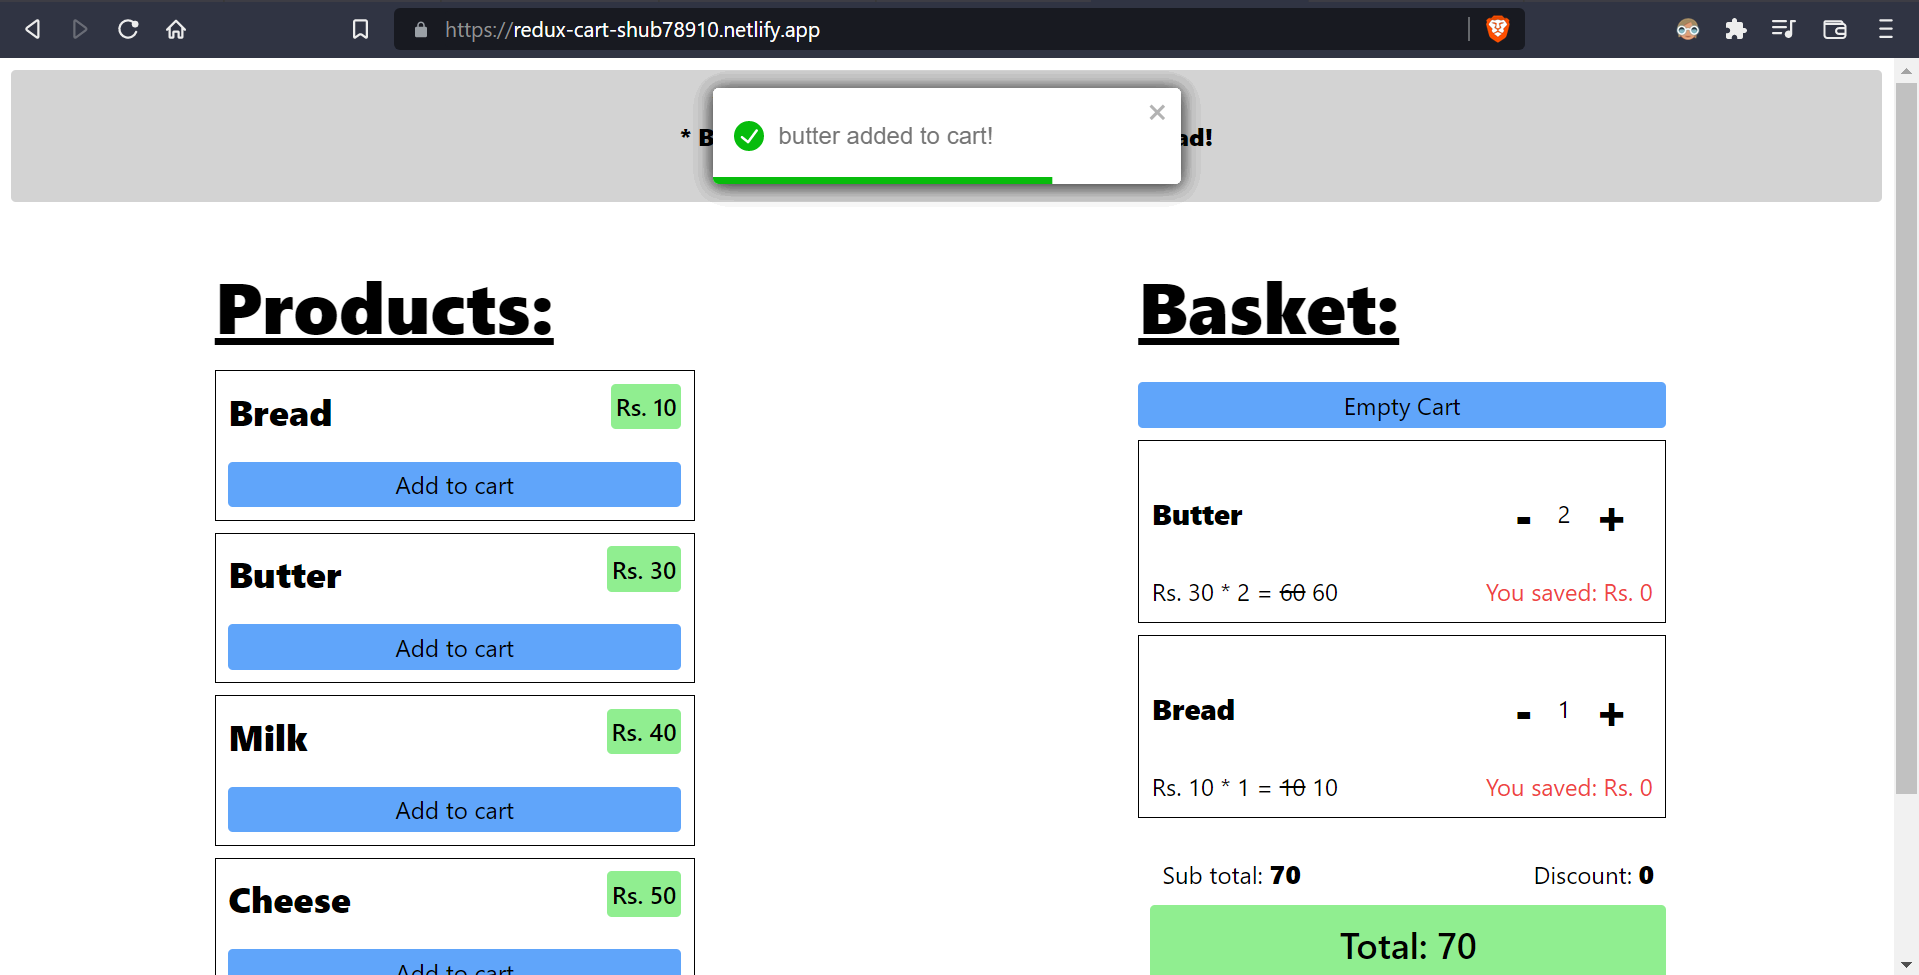 https://redux-cart-shub78910.netlify.app
butter added to cart!
Products:
Bread
Rs. 10
Add to cart
Butter
Rs. 30
Add to cart
Milk
Rs. 40
Add to cart
Cheese
Rs. 50
Add to cart
Basket:
Empty Cart
Butter
- 2 +
Rs. 30 * 2 = 60 60
You saved: Rs. 0
Bread
- 1 +
Rs. 10 * 1 = 10 10
You saved: Rs. 0
Sub total: 70
Discount: 0
Total: 70